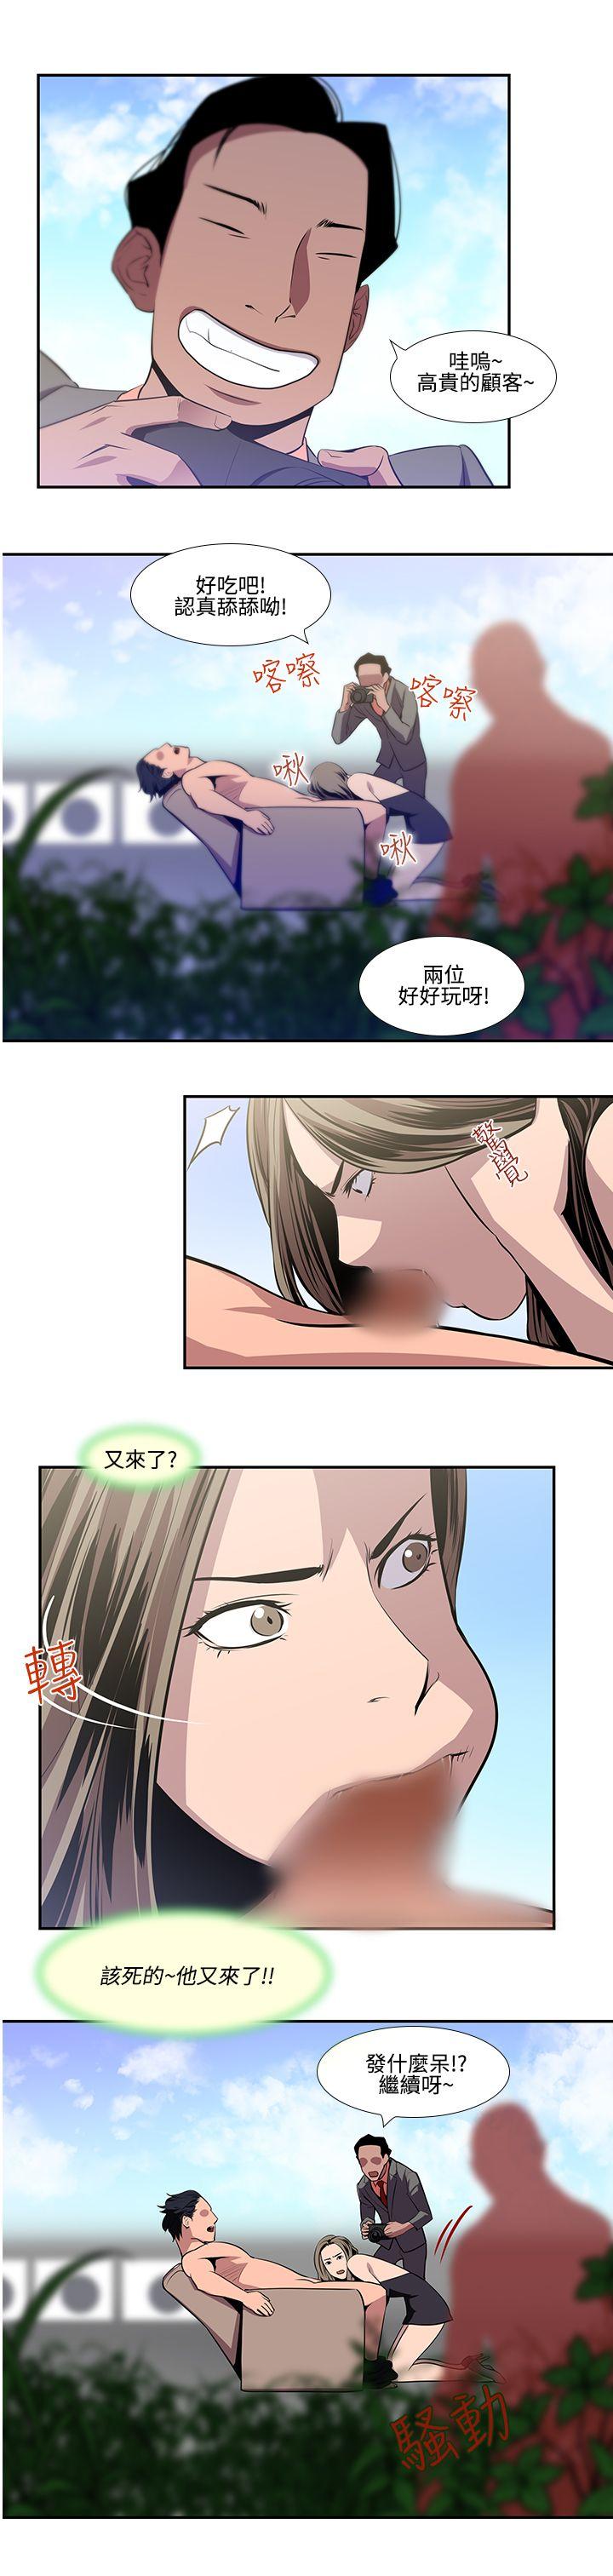 哇嗚~
高貴的顧客~
好吃吧!
認真舔舔呦!
喀嚓
喀嚓
啾
啾
兩位
好好玩呀!
驚覺
又來了?
轉
該死的~他又來了!!
發什麼呆!?
繼續呀~
騷動